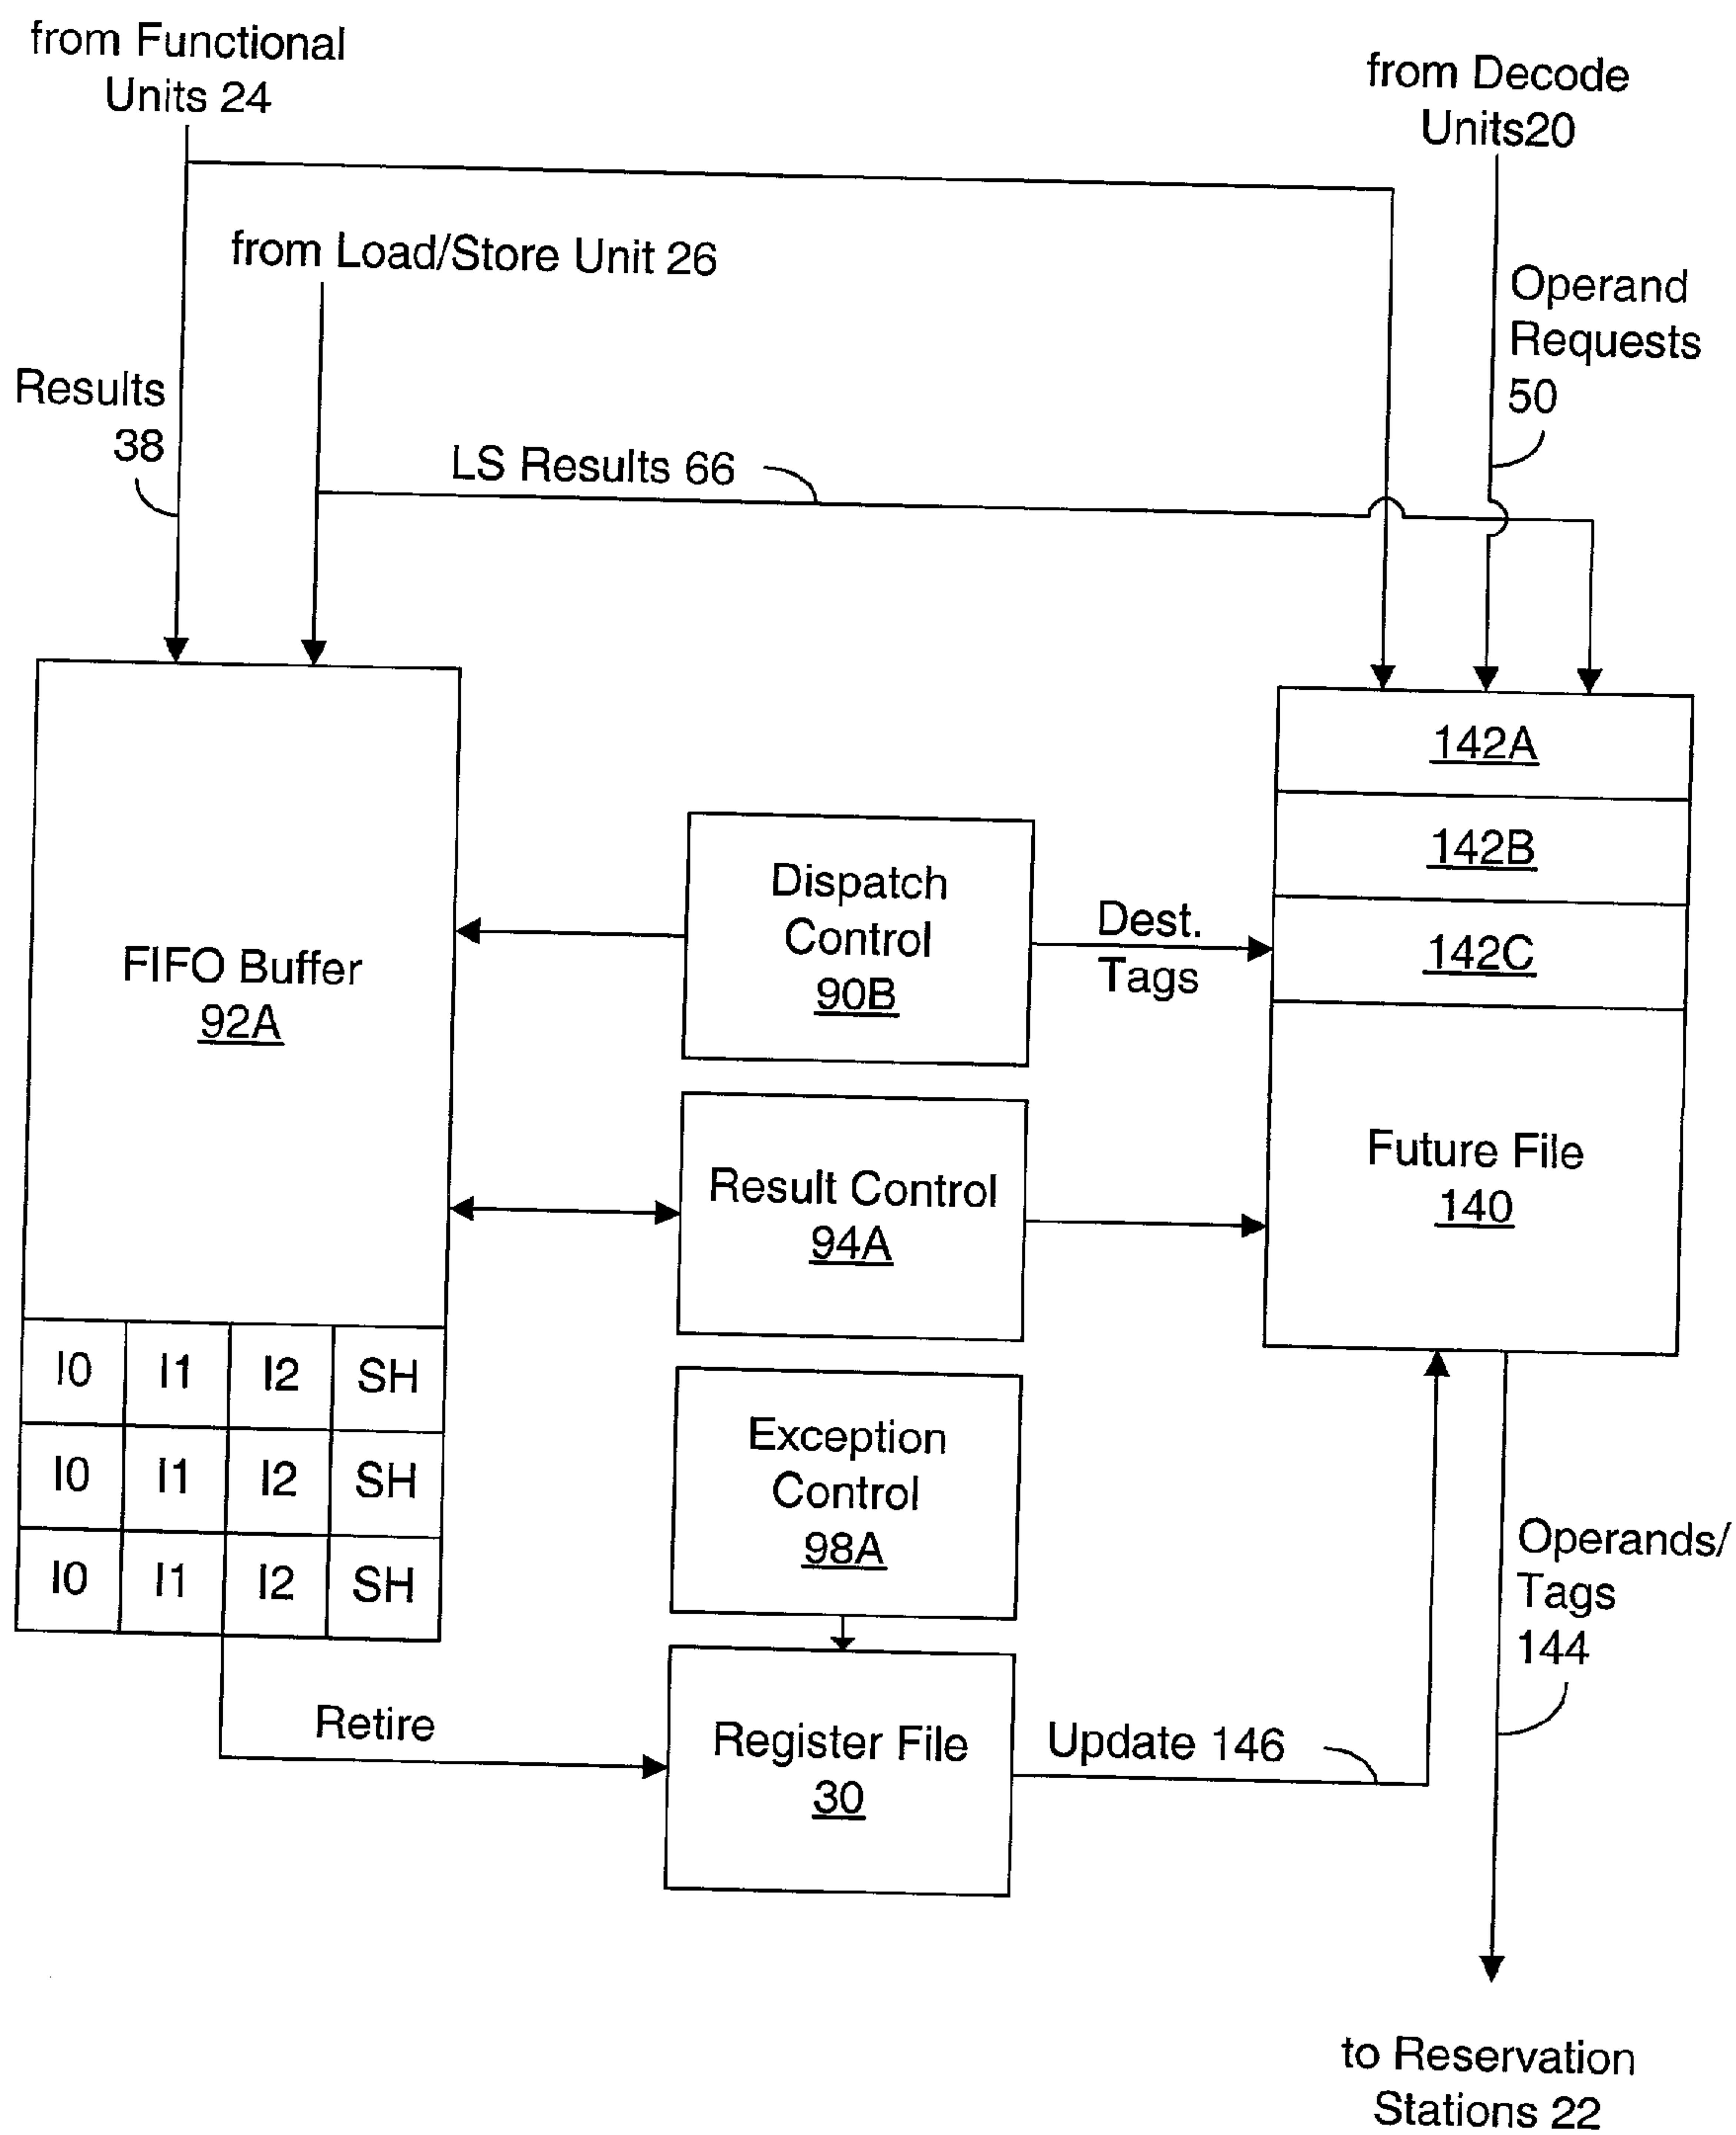 from Functional
Units 24
from Decode
Units20
from Load/Store Unit 26
Operand
Requests
50
Results
38
LS Results 66
142A
142B
142C
Dispatch
Control
90B
Dest.
Tags
FIFO Buffer
92A
Future File
140
Result Control
94A
I0 I1 I2 SH
I0 I1 I2 SH
I0 I1 I2 SH
Exception
Control
98A
Operands/
Tags
144
Retire
Register File
30
Update 146
to Reservation
Stations 22